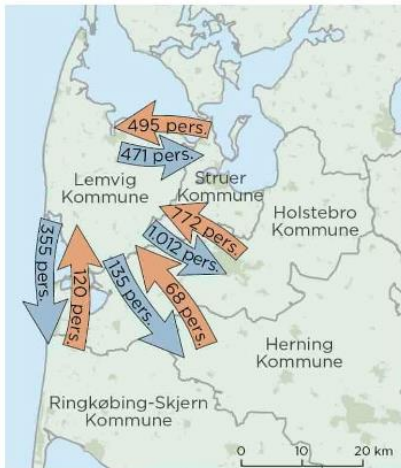 495 pers.
471 pers.
Lemvig
Kommune
Struer
Kommune
772 pers.
Holstebro
Kommune
1.012 pers.
355 pers.
120 pers.
135 pers.
68 pers.
Herning
Kommune
Ringkøbing-Skjern
Kommune
0 10 20 km